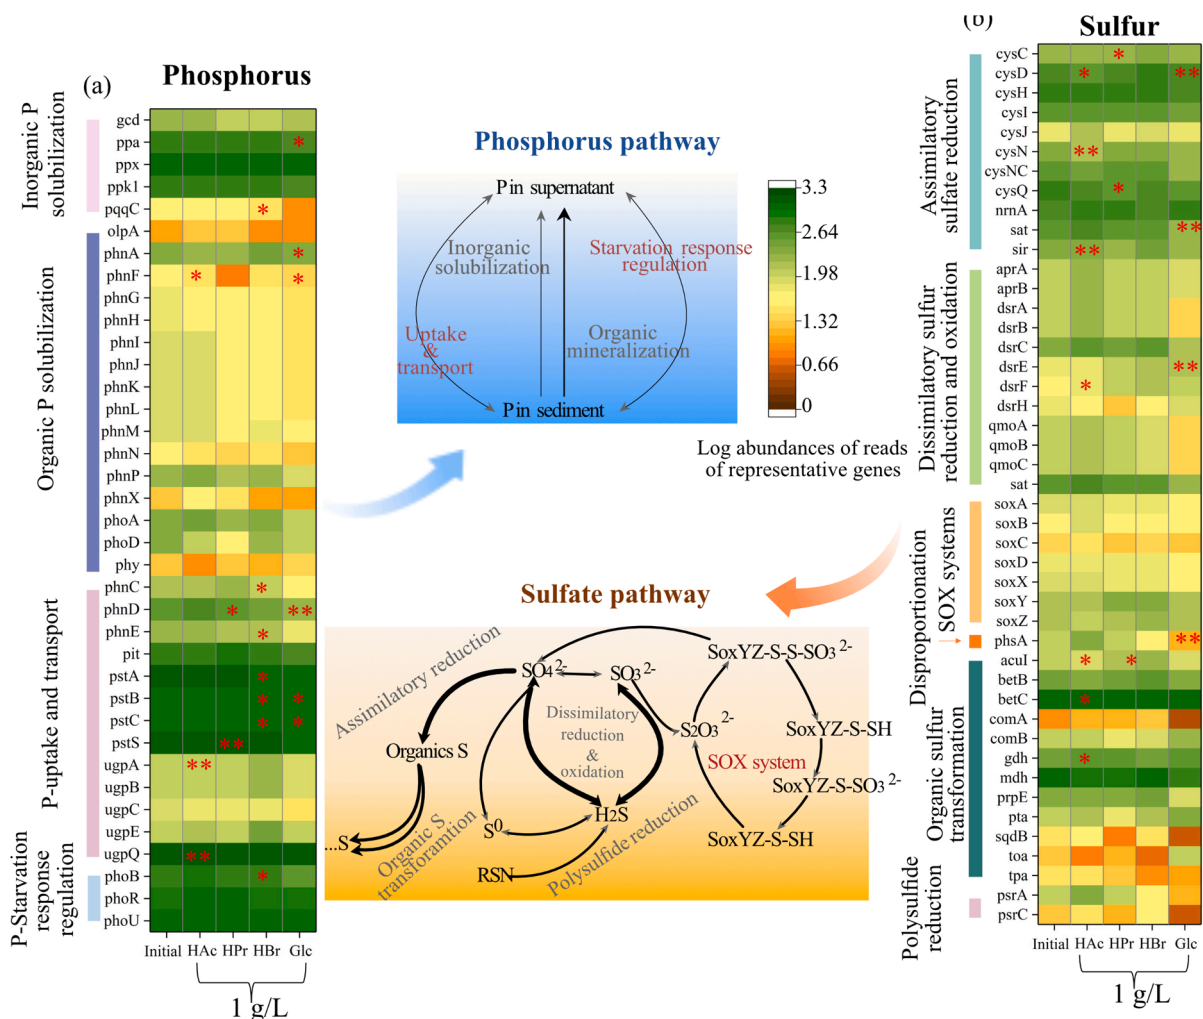 Phosphorus
(a)
Inorganic P
solubilization
Organic P solubilization
P-uptake and transport
P-Starvation
response
regulation
gcd
ppa
*
ppx
ppk1
pqqC
*
olpA
phnA
*
phnF
*
*
phnG
phnH
phnI
phnJ
phnK
phnL
phnM
phnN
phnP
phnX
phoA
phoD
phy
phnC
*
phnD
*
**
phnE
*
pit
pstA
*
pstB
*
*
pstC
*
*
pstS
**
ugpA
**
ugpB
ugpC
ugpE
ugpQ
**
phoB
*
phoR
phoU
Initial HAc HPr HBr Glc
1 g/L
Phosphorus pathway
P in supernatant
Inorganic
solubilization
Starvation response
regulation
Uptake
&
transport
Organic
mineralization
P in sediment
3.3
2.64
1.98
1.32
0.66
0
Log abundances of reads
of representative genes
Sulfate pathway
Assimilatory reduction
SO4 2-
SO3 2-
SoxYZ-S-S-SO3 2-
Dissimilatory
reduction
&
oxidation
S2O3 2-
SoxYZ-S-SH
Organics S
SOX system
SoxYZ-S-SO3 2-
H2S
S0
SoxYZ-S-SH
...S
Organic S
transforamtion
RSN
Polysulfide reduction
(b)
Sulfur
Assimilatory
sulfate reduction
Dissimilatory sulfur
reduction and oxidation
SOX systems
Disproportionation
Organic sulfur
transformation
Polysulfide
reduction
cysC
*
cysD
*
**
cysH
cysI
cysJ
cysN
**
cysNC
cysQ
*
nrnA
sat
**
sir
**
aprA
aprB
dsrA
dsrB
dsrC
dsrE
**
dsrF
*
dsrH
qmoA
qmoB
qmoC
sat
soxA
soxB
soxC
soxD
soxX
soxY
soxZ
phsA
**
acuI
*
*
betB
betC
*
comA
comB
gdh
*
mdh
prpE
pta
sqdB
toa
tpa
psrA
psrC
Initial HAc HPr HBr Glc
1 g/L